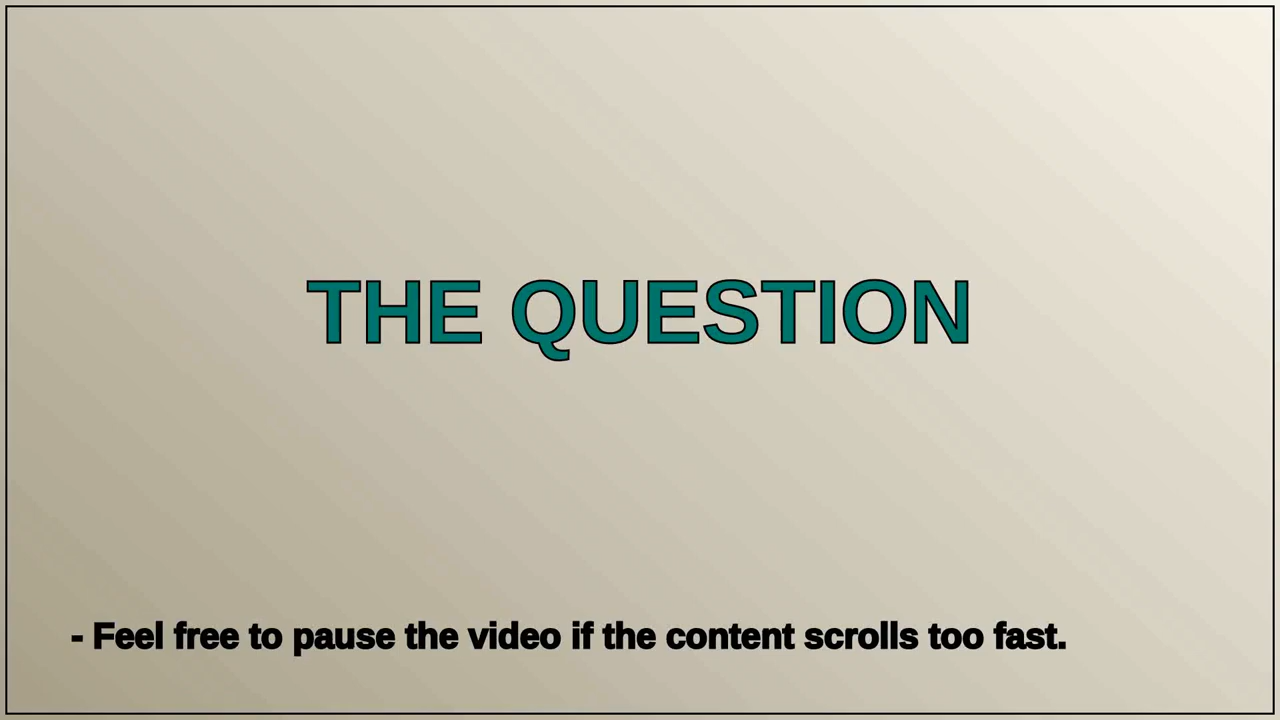 THE QUESTION
- Feel free to pause the video if the content scrolls too fast.